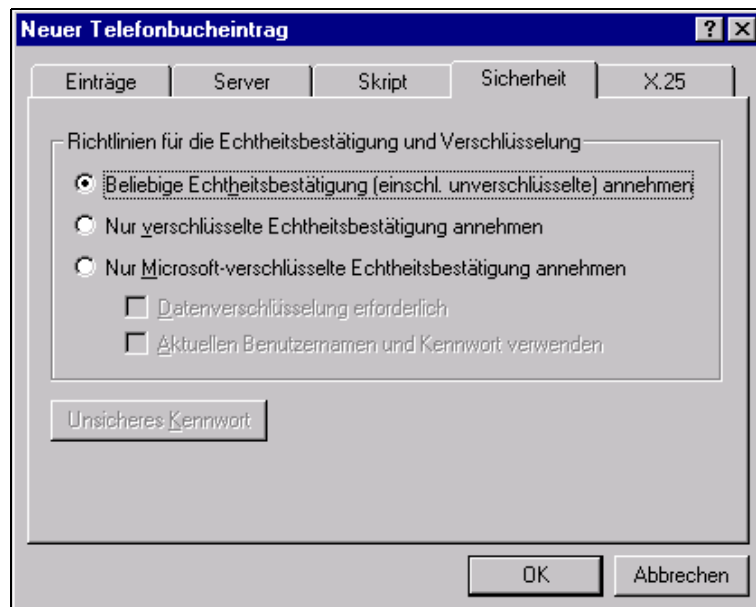 Neuer Telefonbucheintrag
Einträge Server Skript Sicherheit X.25
Richtlinien für die Echtheitsbestätigung und Verschlüsselung
Beliebige Echtheitsbestätigung (einschl. unverschlüsselte) annehmen
Nur verschlüsselte Echtheitsbestätigung annehmen
Nur Microsoft-verschlüsselte Echtheitsbestätigung annehmen
Datenverschlüsselung erforderlich
Aktuellen Benutzernamen und Kennwort verwenden
Unsicheres Kennwort
OK Abbrechen